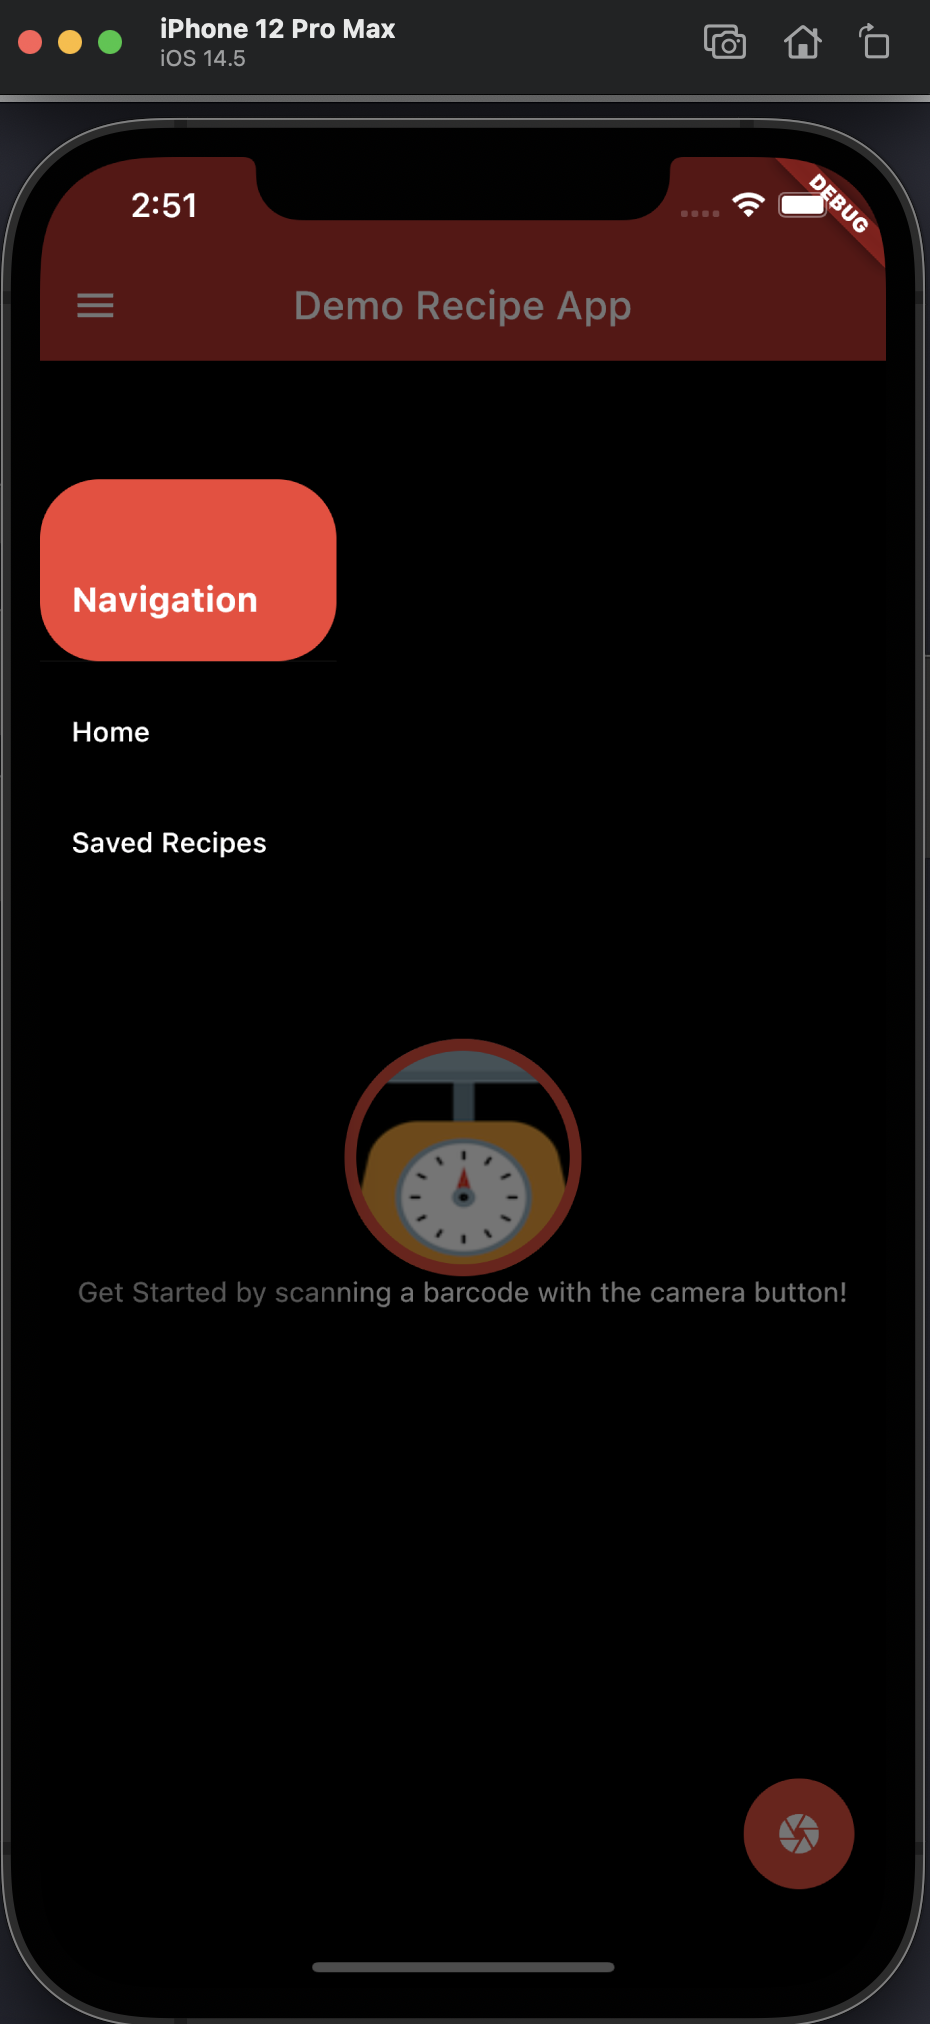 iPhone 12 Pro Max
iOS 14.5
2:51
DEBUG
Demo Recipe App
Navigation
Home
Saved Recipes
Get Started by scanning a barcode with the camera button!